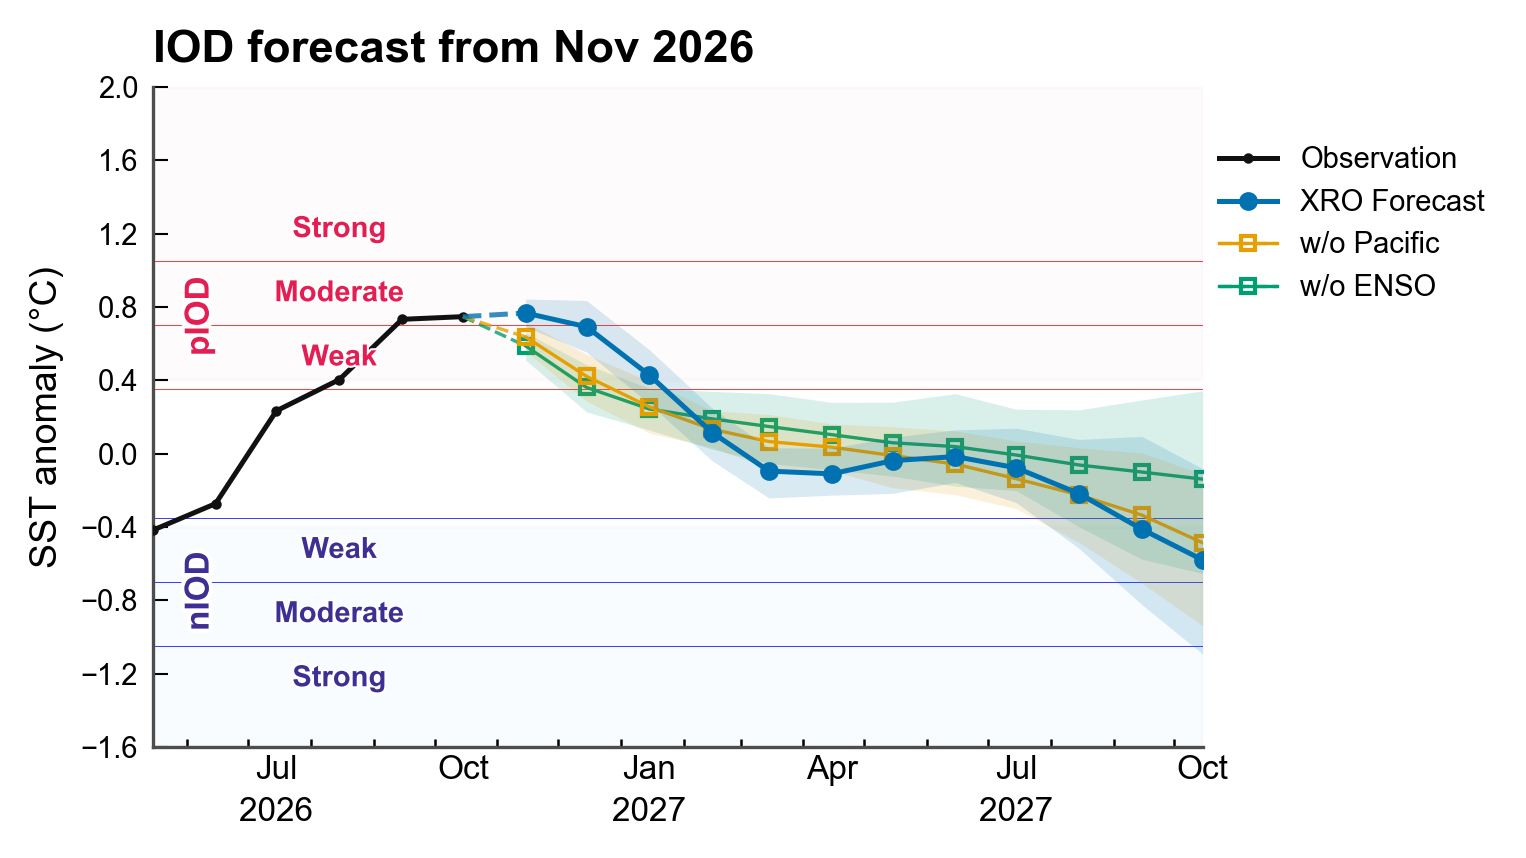 IOD forecast from Nov 2026
2.0
1.6
1.2
0.8
0.4
0.0
−0.4
−0.8
−1.2
−1.6
SST anomaly (°C)
pIOD
nIOD
Strong
Moderate
Weak
Weak
Moderate
Strong
Observation
XRO Forecast
w/o Pacific
w/o ENSO
Jul
2026
Oct
Jan
2027
Apr
Jul
2027
Oct